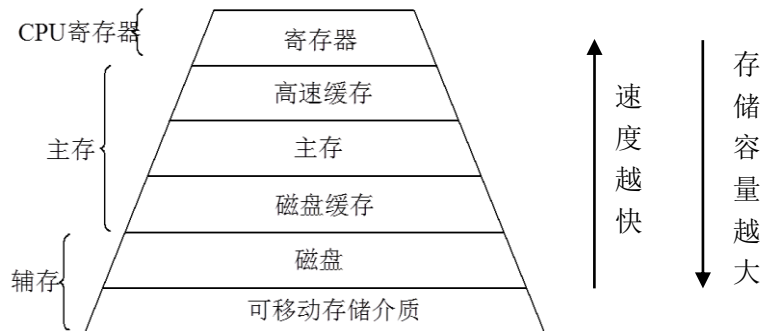 CPU寄存器
寄存器
高速缓存
主存
主存
磁盘缓存
辅存
磁盘
可移动存储介质
速度越快
存储容量越大